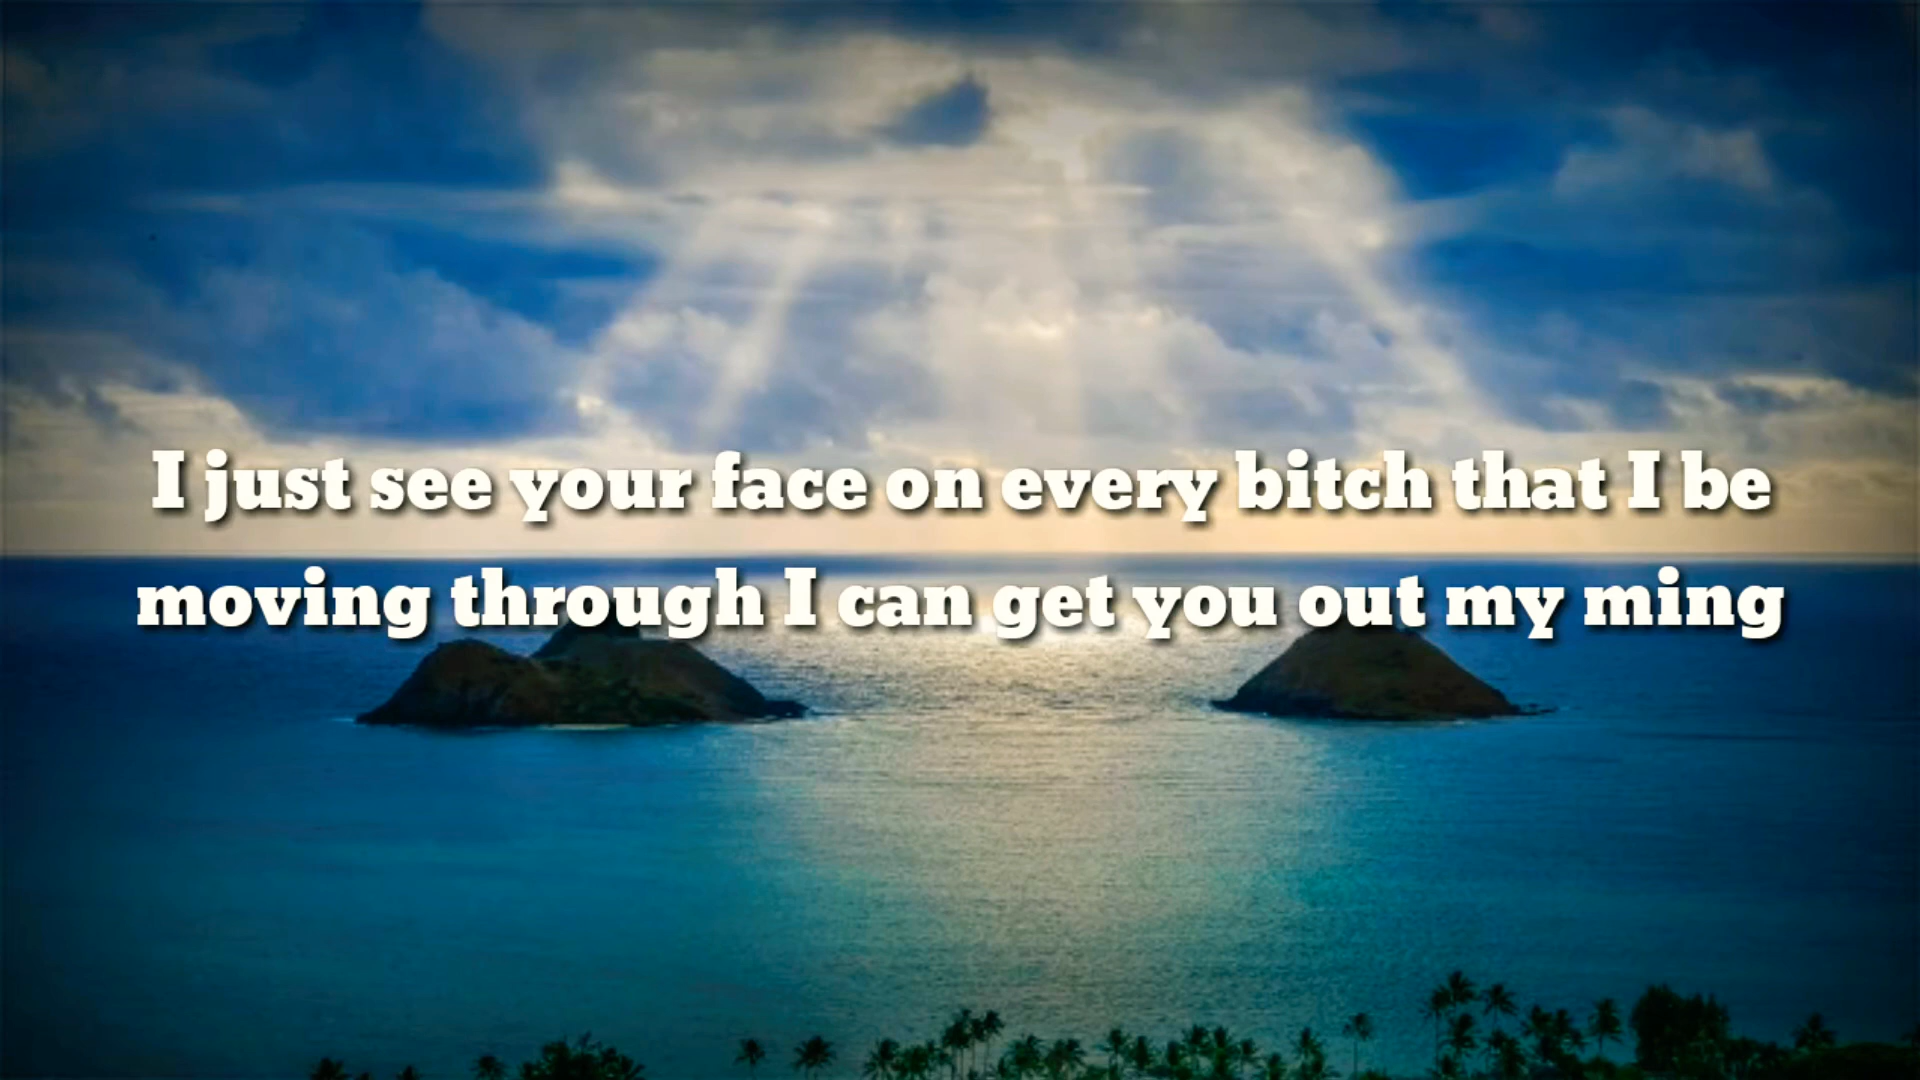 I just see your face on every bitch that I be
moving through I can get you out my ming